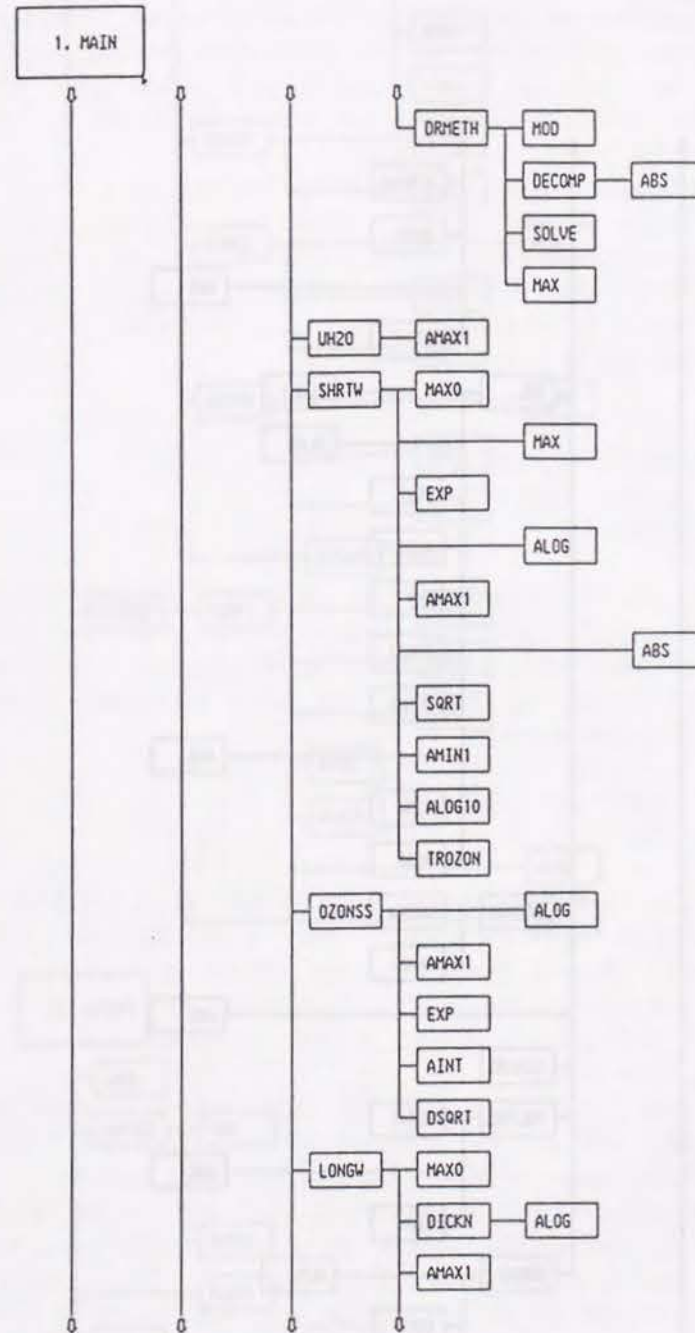 1. MAIN
DRMETH MOD
DECOMP ABS
SOLVE
MAX
UH2O AMAX1
SHRTW MAX0
MAX
EXP
ALOG
AMAX1
ABS
SQRT
AMIN1
ALOG10
TROZON
OZONSS ALOG
AMAX1
EXP
AINT
DSQRT
LONGW MAX0
DICKN ALOG
AMAX1